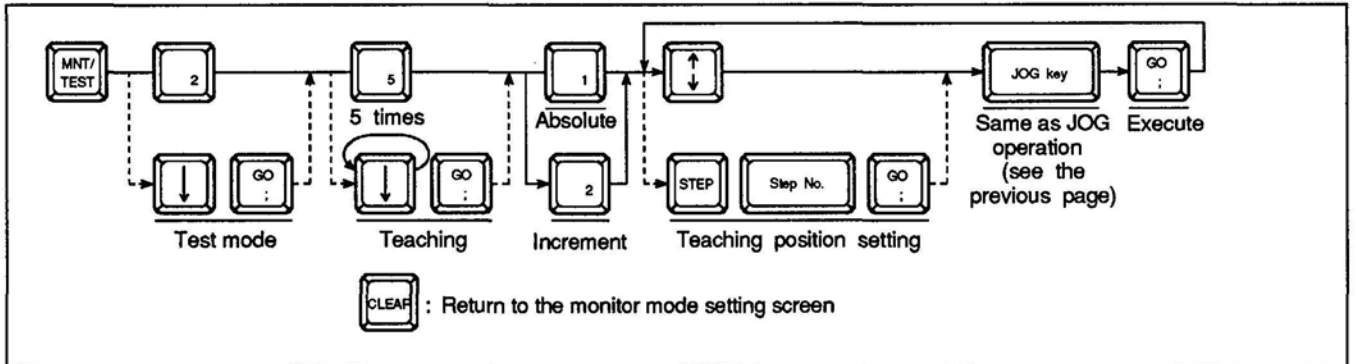 MNT/
TEST
2
5
1
↑
↓
JOG key
GO
;
5 times
Absolute
Same as JOG
operation
(see the
previous page)
Execute
↓
GO
;
↓
GO
;
2
STEP
Step No.
GO
;
Test mode
Teaching
Increment
Teaching position setting
CLEAR : Return to the monitor mode setting screen